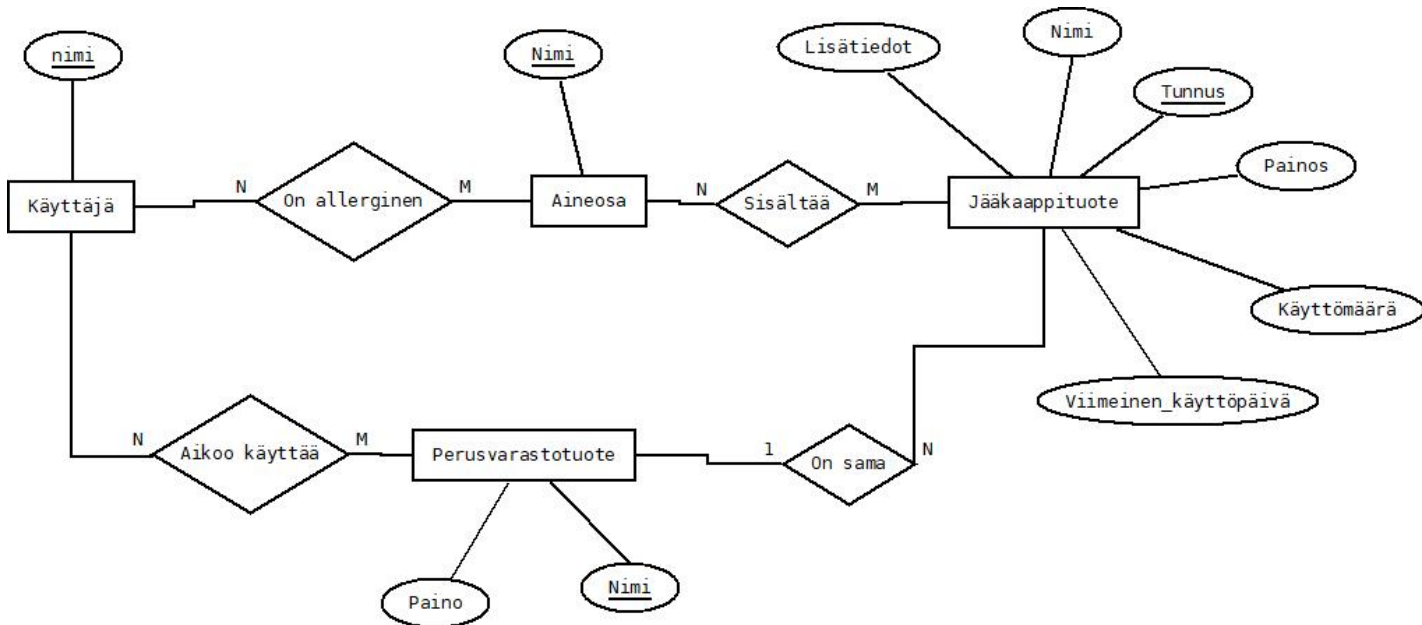 nimi
Nimi
Lisätiedot
Nimi
Tunnus
Painos
Käyttäjä
N
On allerginen
M
Aineosa
N
Sisältää
M
Jääkaappituote
Käyttömäärä
Viimeinen_käyttöpäivä
N
Aikoo käyttää
M
Perusvarastotuote
1
On sama
N
Paino
Nimi